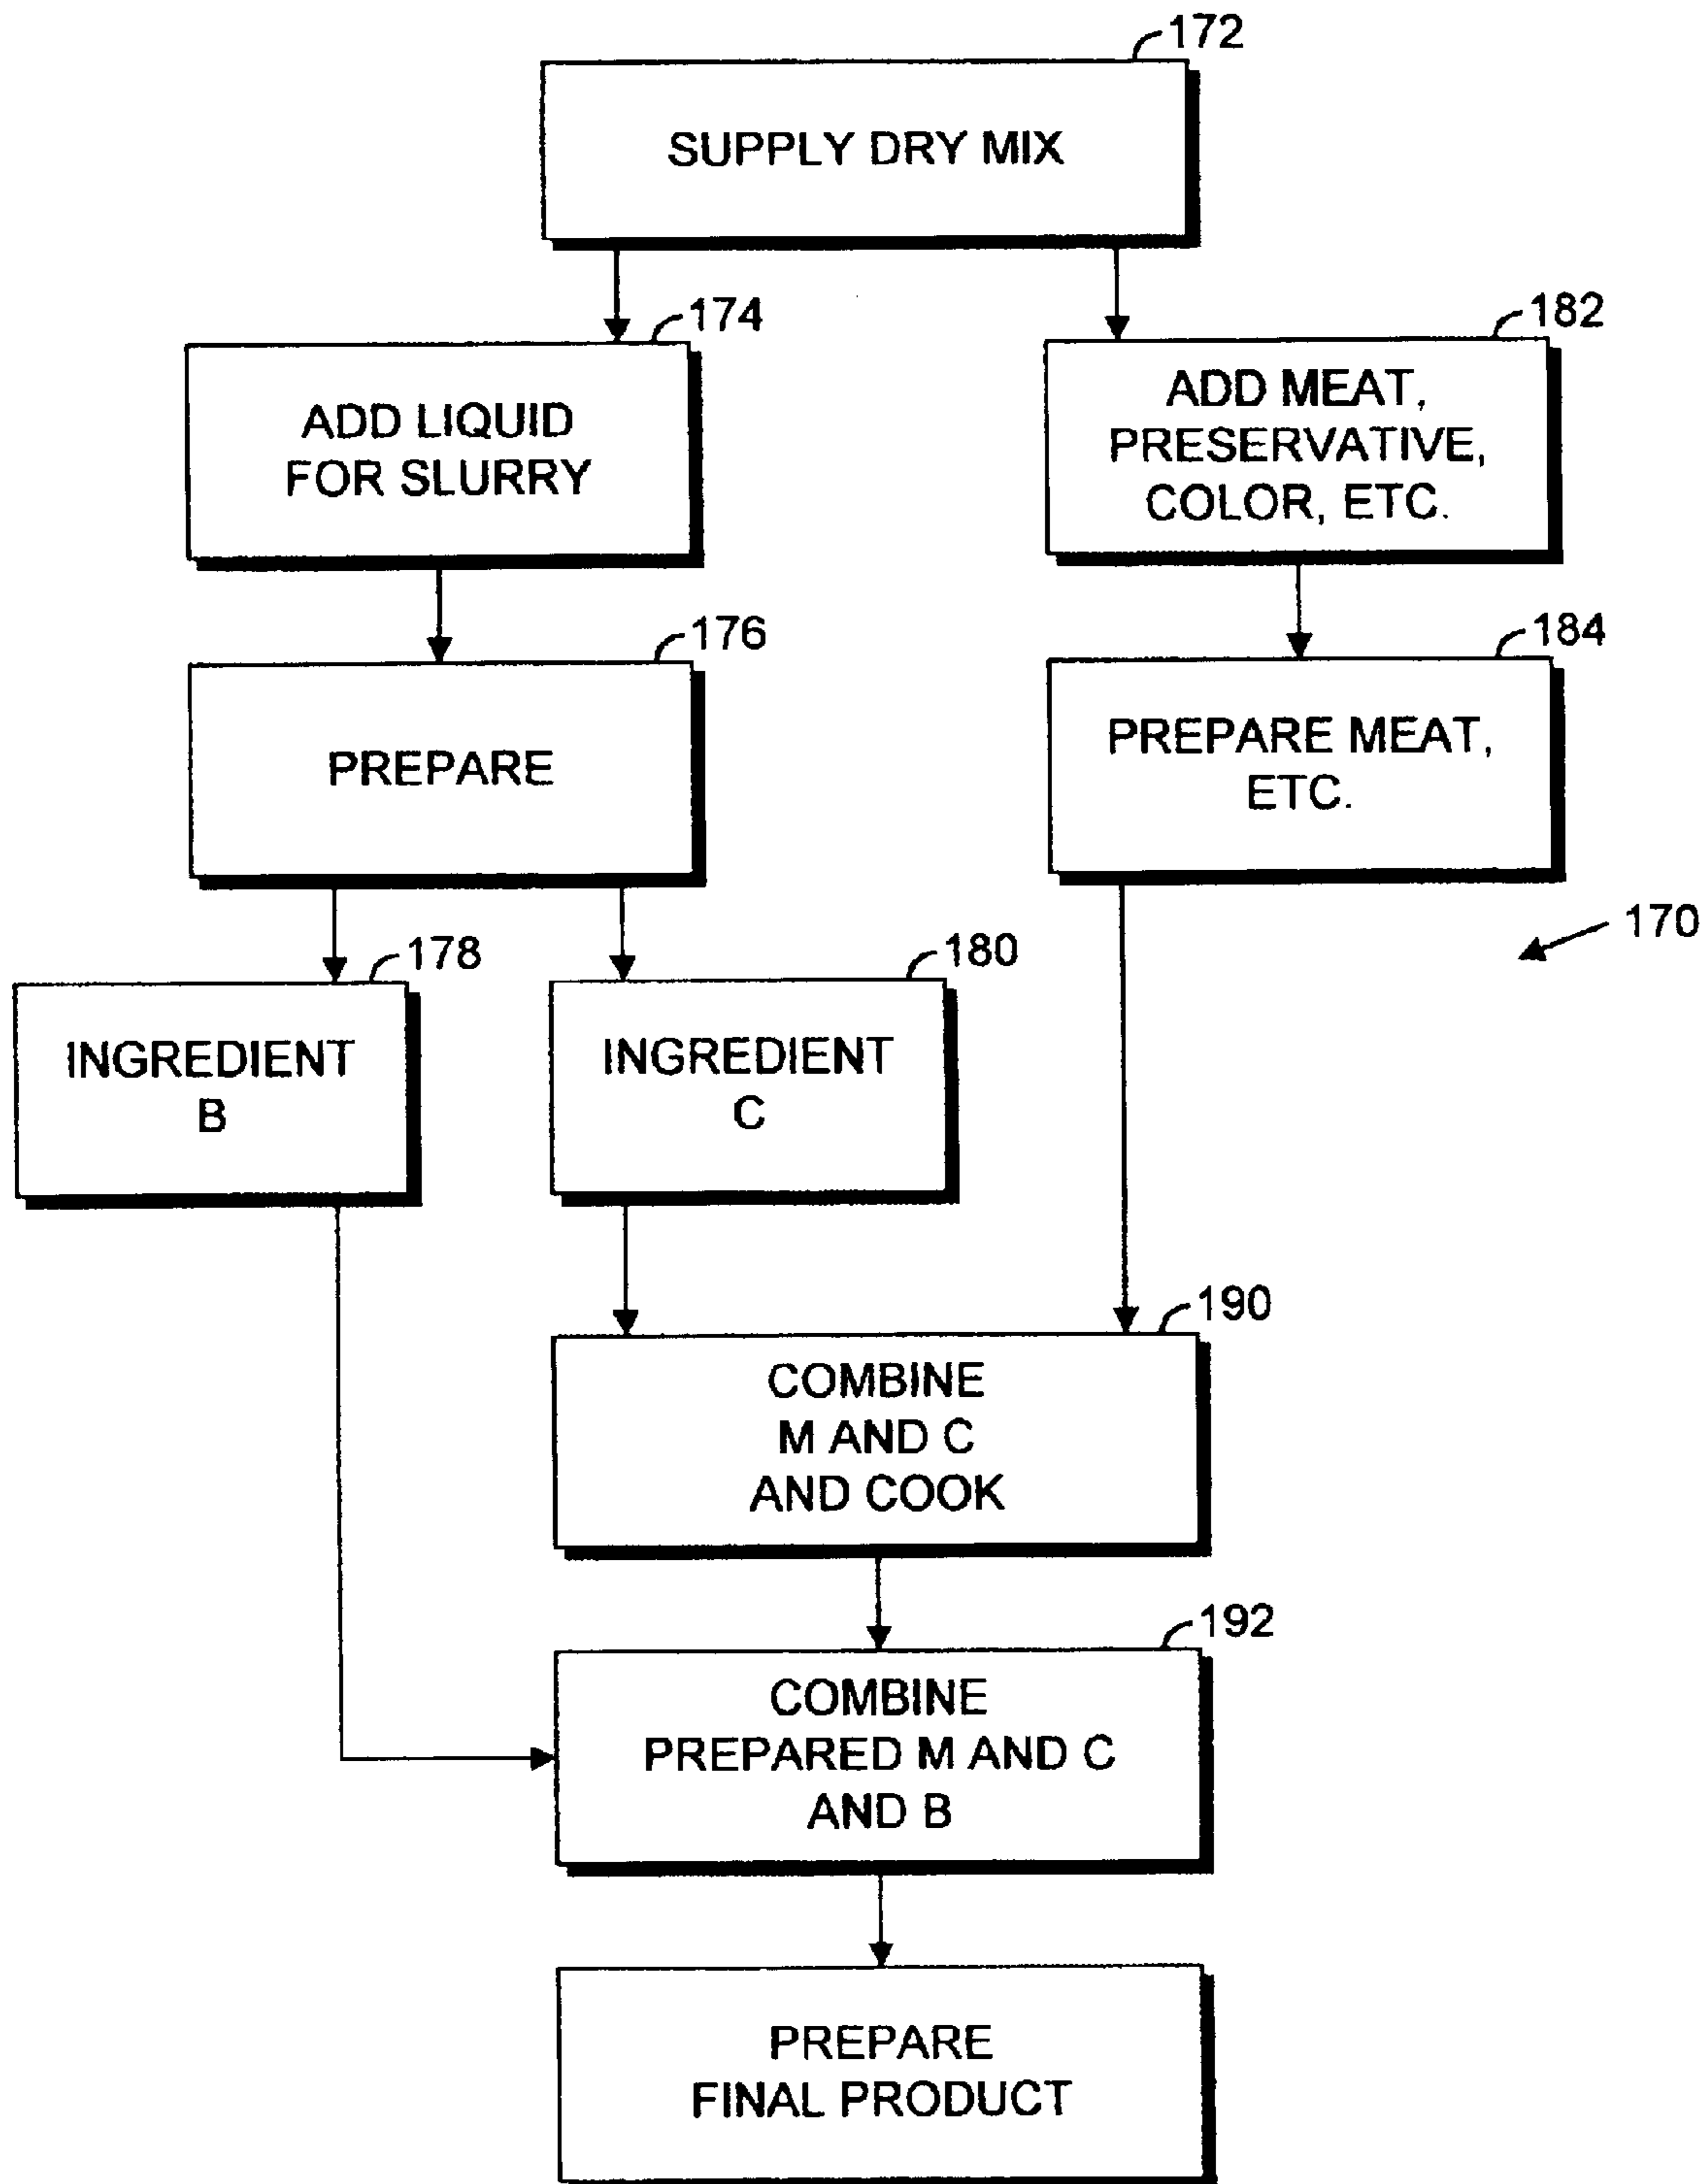 172
SUPPLY DRY MIX
174
ADD LIQUID
FOR SLURRY
182
ADD MEAT,
PRESERVATIVE,
COLOR, ETC.
176
PREPARE
184
PREPARE MEAT,
ETC.
170
178
INGREDIENT
B
180
INGREDIENT
C
190
COMBINE
M AND C
AND COOK
192
COMBINE
PREPARED M AND C
AND B
PREPARE
FINAL PRODUCT